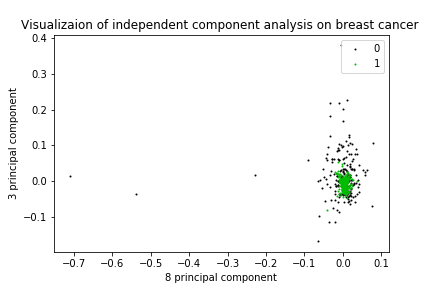 Visualizaion of independent component analysis on breast cancer
0.4
0.3
0.2
0.1
0.0
−0.1
3 principal component
0
1
−0.7 −0.6 −0.5 −0.4 −0.3 −0.2 −0.1 0.0 0.1
8 principal component